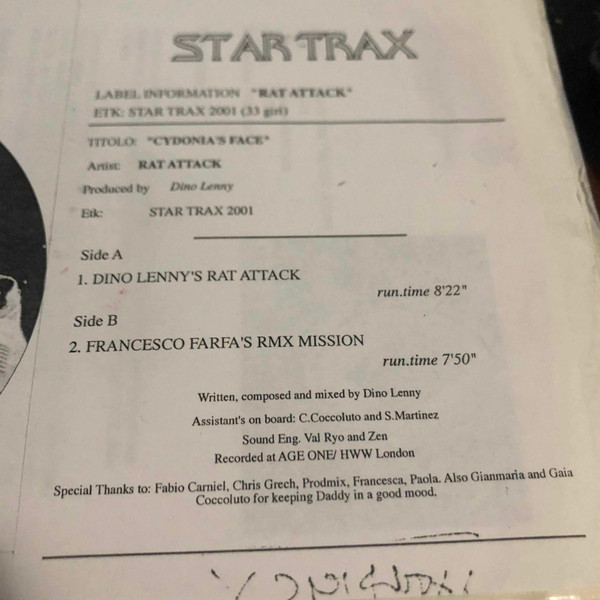 STAR TRAX
LABEL INFORMATION "RAT ATTACK"
ETK: STAR TRAX 2001 (33 giri)
TITOLO: "CYDONIA'S FACE"
Artist: RAT ATTACK
Produced by Dino Lenny
Etk: STAR TRAX 2001
Side A
1. DINO LENNY'S RAT ATTACK
run.time 8'22"
Side B
2. FRANCESCO FARFA'S RMX MISSION
run.time 7'50"
Written, composed and mixed by Dino Lenny
Assistant's on board: C.Coccoluto and S.Martinez
Sound Eng. Val Ryo and Zen
Recorded at AGE ONE/ HWW London
Special Thanks to: Fabio Carniel, Chris Grech, Prodmix, Francesca, Paola. Also Gianmaria and Gaia
Coccoluto for keeping Daddy in a good mood.